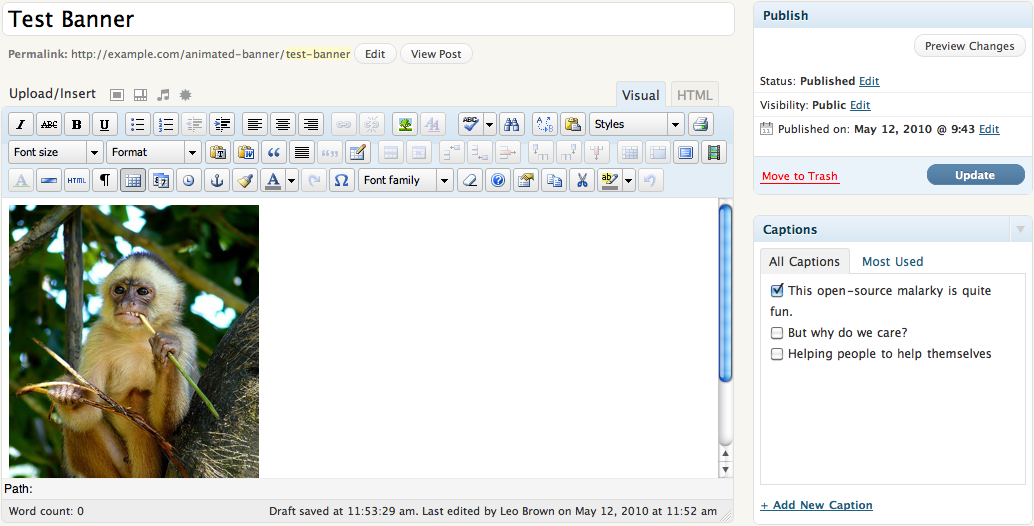 Test Banner
Permalink: http://example.com/animated-banner/test-banner Edit View Post
Upload/Insert Visual HTML
I ABC B U ABC Styles
Font size Format
HTML ¶ Ω A Font family
Path:
Word count: 0 Draft saved at 11:53:29 am. Last edited by Leo Brown on May 12, 2010 at 11:52 am
Publish
Preview Changes
Status: Published Edit
Visibility: Public Edit
Published on: May 12, 2010 @ 9:43 Edit
Move to Trash Update
Captions
All Captions Most Used
This open-source malarky is quite
fun.
But why do we care?
Helping people to help themselves
+ Add New Caption